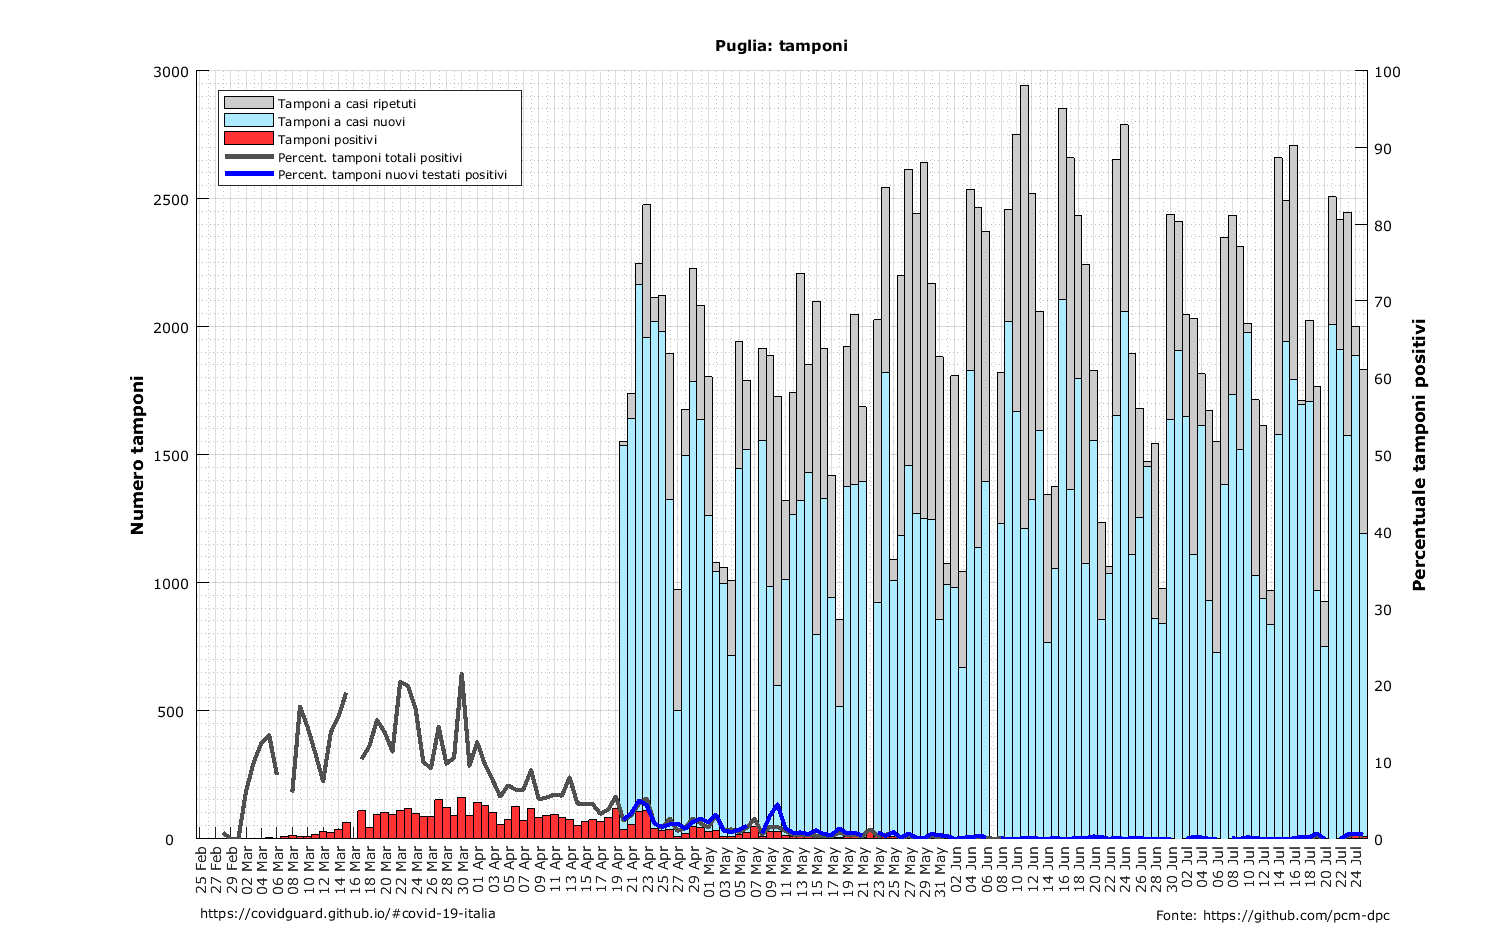 Puglia: tamponi
Tamponi a casi ripetuti
Tamponi a casi nuovi
Tamponi positivi
Percent. tamponi totali positivi
Percent. tamponi nuovi testati positivi
Numero tamponi
3000
2500
2000
1500
1000
500
0
Percentuale tamponi positivi
100
90
80
70
60
50
40
30
20
10
0
25 Feb
27 Feb
29 Feb
02 Mar
04 Mar
06 Mar
08 Mar
10 Mar
12 Mar
14 Mar
16 Mar
18 Mar
20 Mar
22 Mar
24 Mar
26 Mar
28 Mar
30 Mar
01 Apr
03 Apr
05 Apr
07 Apr
09 Apr
11 Apr
13 Apr
15 Apr
17 Apr
19 Apr
21 Apr
23 Apr
25 Apr
27 Apr
29 Apr
01 May
03 May
05 May
07 May
09 May
11 May
13 May
15 May
17 May
19 May
21 May
23 May
25 May
27 May
29 May
31 May
02 Jun
04 Jun
06 Jun
08 Jun
10 Jun
12 Jun
14 Jun
16 Jun
18 Jun
20 Jun
22 Jun
24 Jun
26 Jun
28 Jun
30 Jun
02 Jul
04 Jul
06 Jul
08 Jul
10 Jul
12 Jul
14 Jul
16 Jul
18 Jul
20 Jul
22 Jul
24 Jul
https://covidguard.github.io/#covid-19-italia
Fonte: https://github.com/pcm-dpc